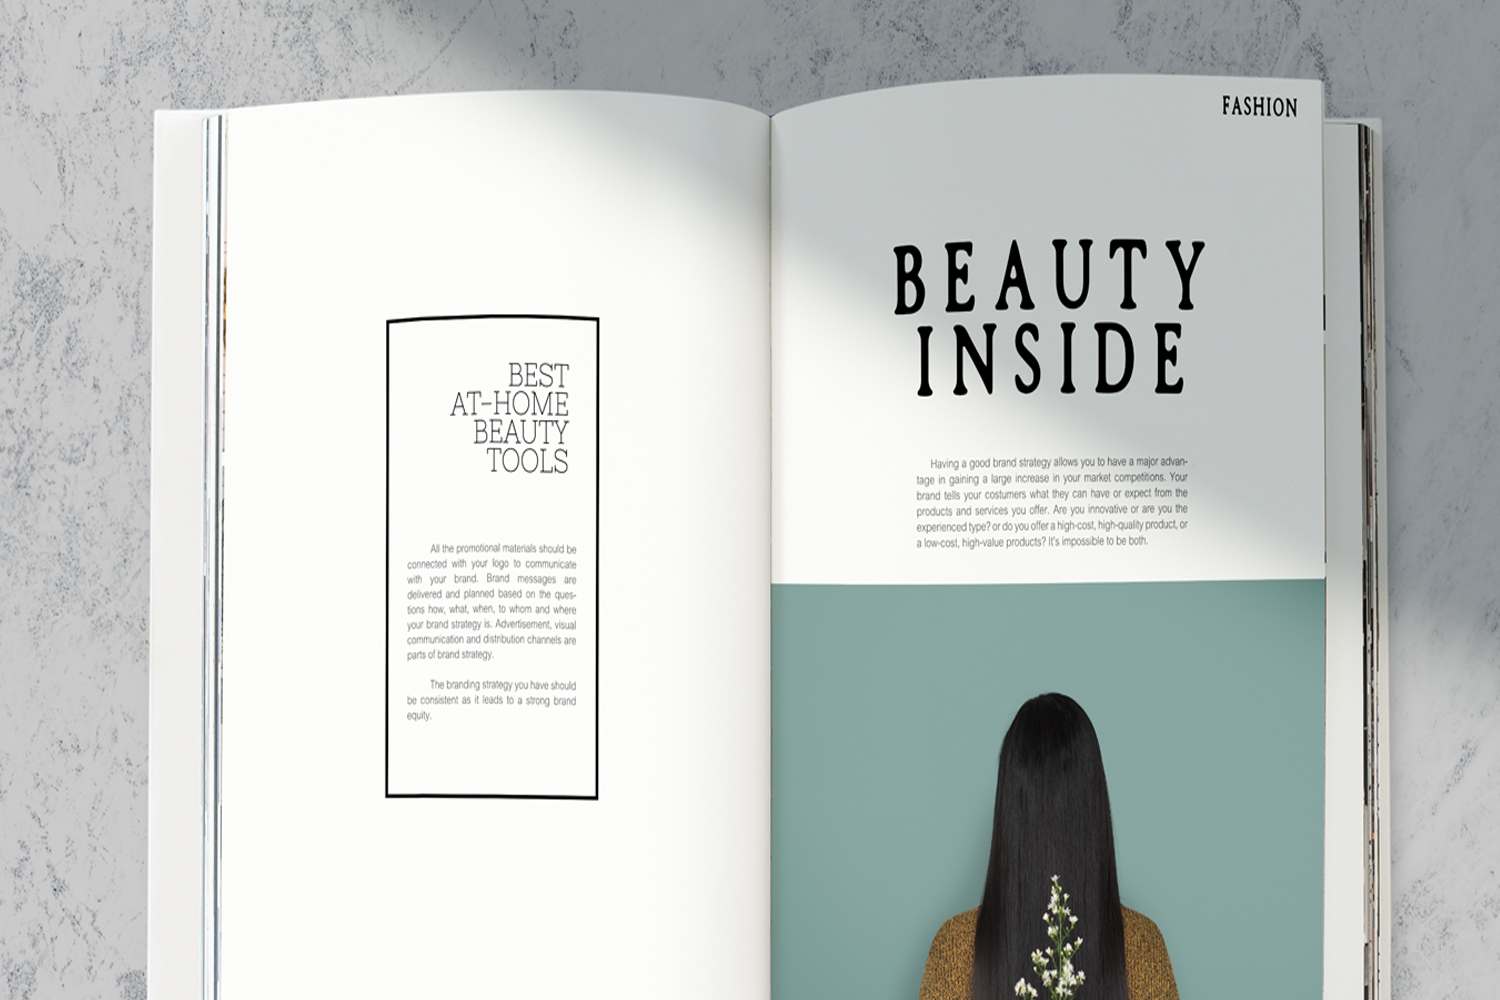 BEST
AT-HOME
BEAUTY
TOOLS
All the promotional materials should be
connected with your logo to communicate
with your brand. Brand messages are
delivered and planned based on the ques-
tions how, what, when, to whom and where
your brand strategy is. Advertisement, visual
communication and distribution channels are
parts of brand strategy.
The branding strategy you have should
be consistent as it leads to a strong brand
equity.
FASHION
BEAUTY
INSIDE
Having a good brand strategy allows you to have a major advan-
tage in gaining a large increase in your market competitions. Your
brand tells your costumers what they can have or expect from the
products and services you offer. Are you innovative or are you the
experienced type? or do you offer a high-cost, high-quality product, or
a low-cost, high-value products? It's impossible to be both.